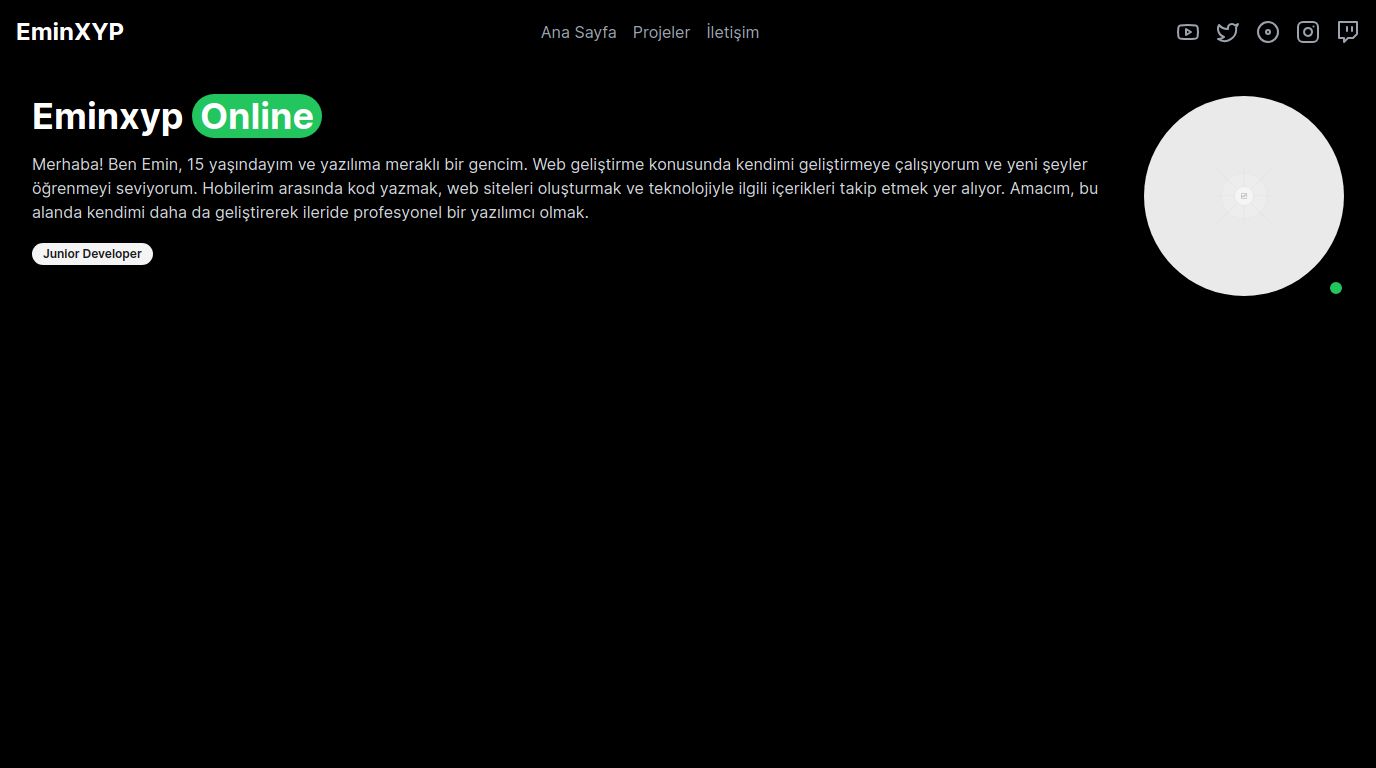 EminXYP
Ana Sayfa Projeler İletişim
Eminxyp Online
Merhaba! Ben Emin, 15 yaşındayım ve yazılıma meraklı bir gencim. Web geliştirme konusunda kendimi geliştirmeye çalışıyorum ve yeni şeyler
öğrenmeyi seviyorum. Hobilerim arasında kod yazmak, web siteleri oluşturmak ve teknolojiyle ilgili içerikleri takip etmek yer alıyor. Amacım, bu
alanda kendimi daha da geliştirerek ileride profesyonel bir yazılımcı olmak.
Junior Developer